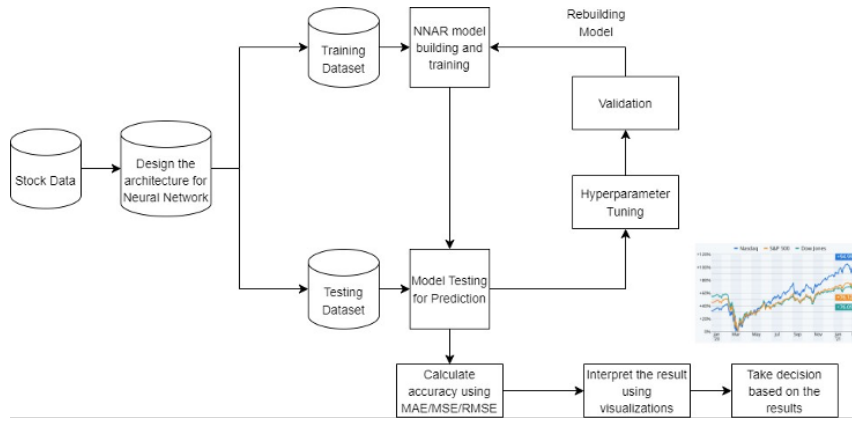 Rebuilding
Model
Training
Dataset
NNAR model
building and
training
Validation
Stock Data
Design the
architecture for
Neural Network
Hyperparameter
Tuning
Testing
Dataset
Model Testing
for Prediction
Nasdaq
S&P 500
Dow Jones
Calculate
accuracy using
MAE/MSE/RMSE
Interpret the result
using
visualizations
Take decision
based on the
results